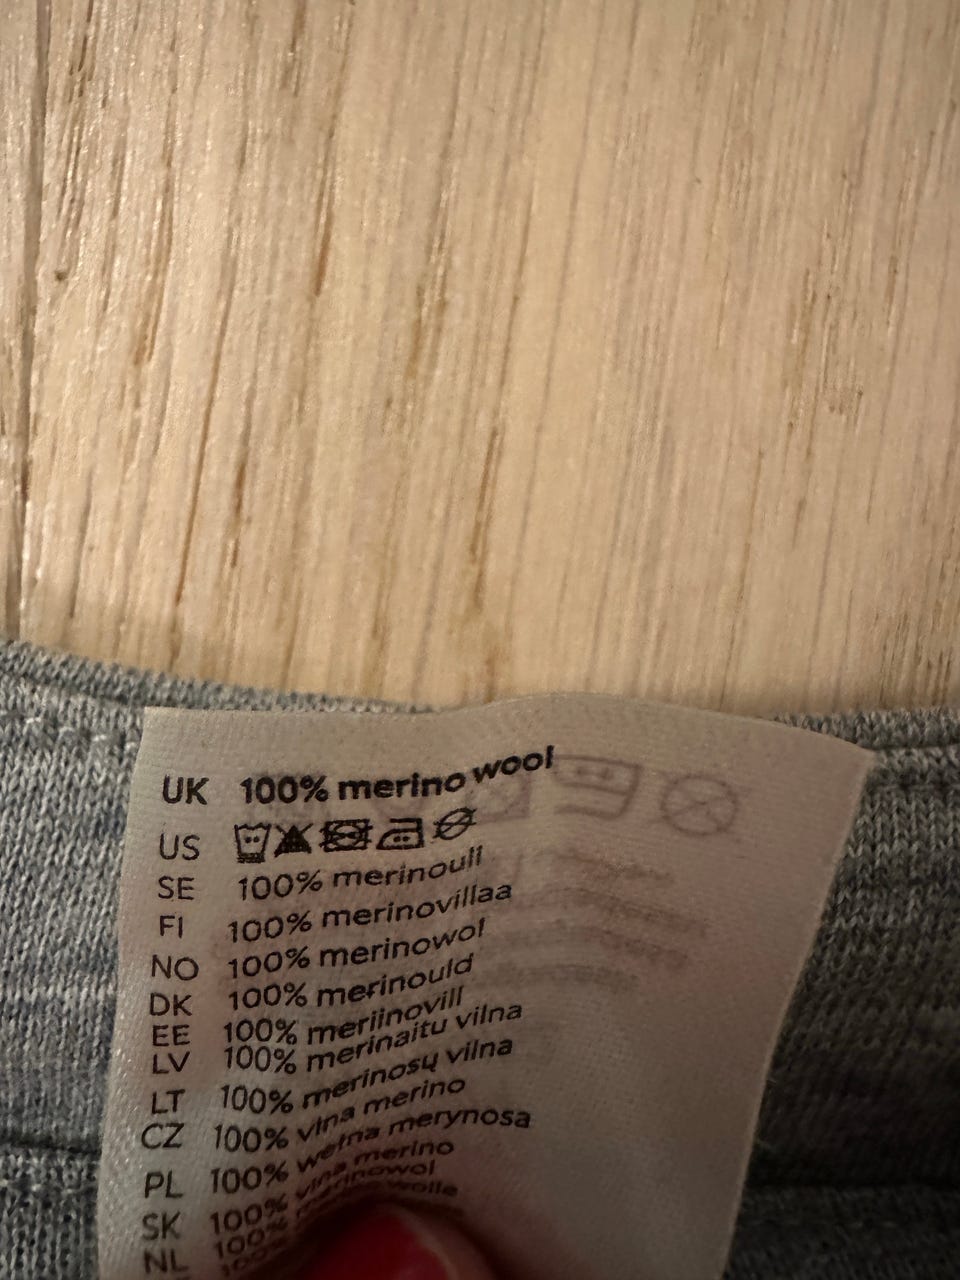 UK 100% merino wool
US
SE 100% merinoull
FI 100% merinovillaa
NO 100% merinowol
DK 100% merinould
EE 100% meriinovill
LV 100% merinaitu vilna
LT 100% merinosų vilna
CZ 100% vlna merino
PL 100% wełna merynosa
SK 100% vlna merino
NL 100% merinowol
100% wolle